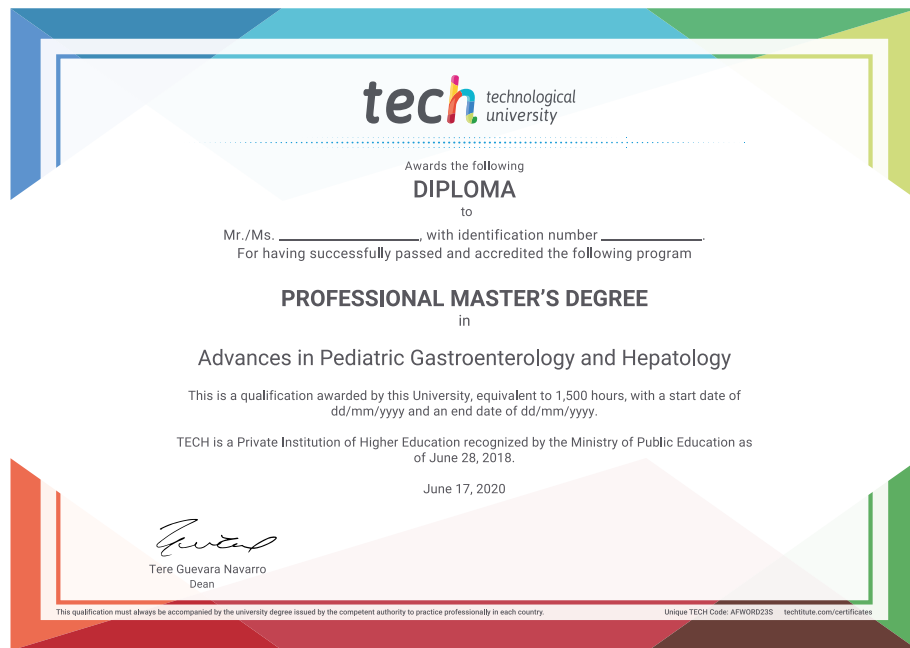 tech technological
university
Awards the following
DIPLOMA
to
Mr./Ms. ____________, with identification number ____________.
For having successfully passed and accredited the following program
PROFESSIONAL MASTER'S DEGREE
in
Advances in Pediatric Gastroenterology and Hepatology
This is a qualification awarded by this University, equivalent to 1,500 hours, with a start date of
dd/mm/yyyy and an end date of dd/mm/yyyy.
TECH is a Private Institution of Higher Education recognized by the Ministry of Public Education as
of June 28, 2018.
June 17, 2020
Tere Guevara Navarro
Dean
This qualification must always be accompanied by the university degree issued by the competent authority to practice professionally in each country.
Unique TECH Code: AFWORD23S techtitute.com/certificates